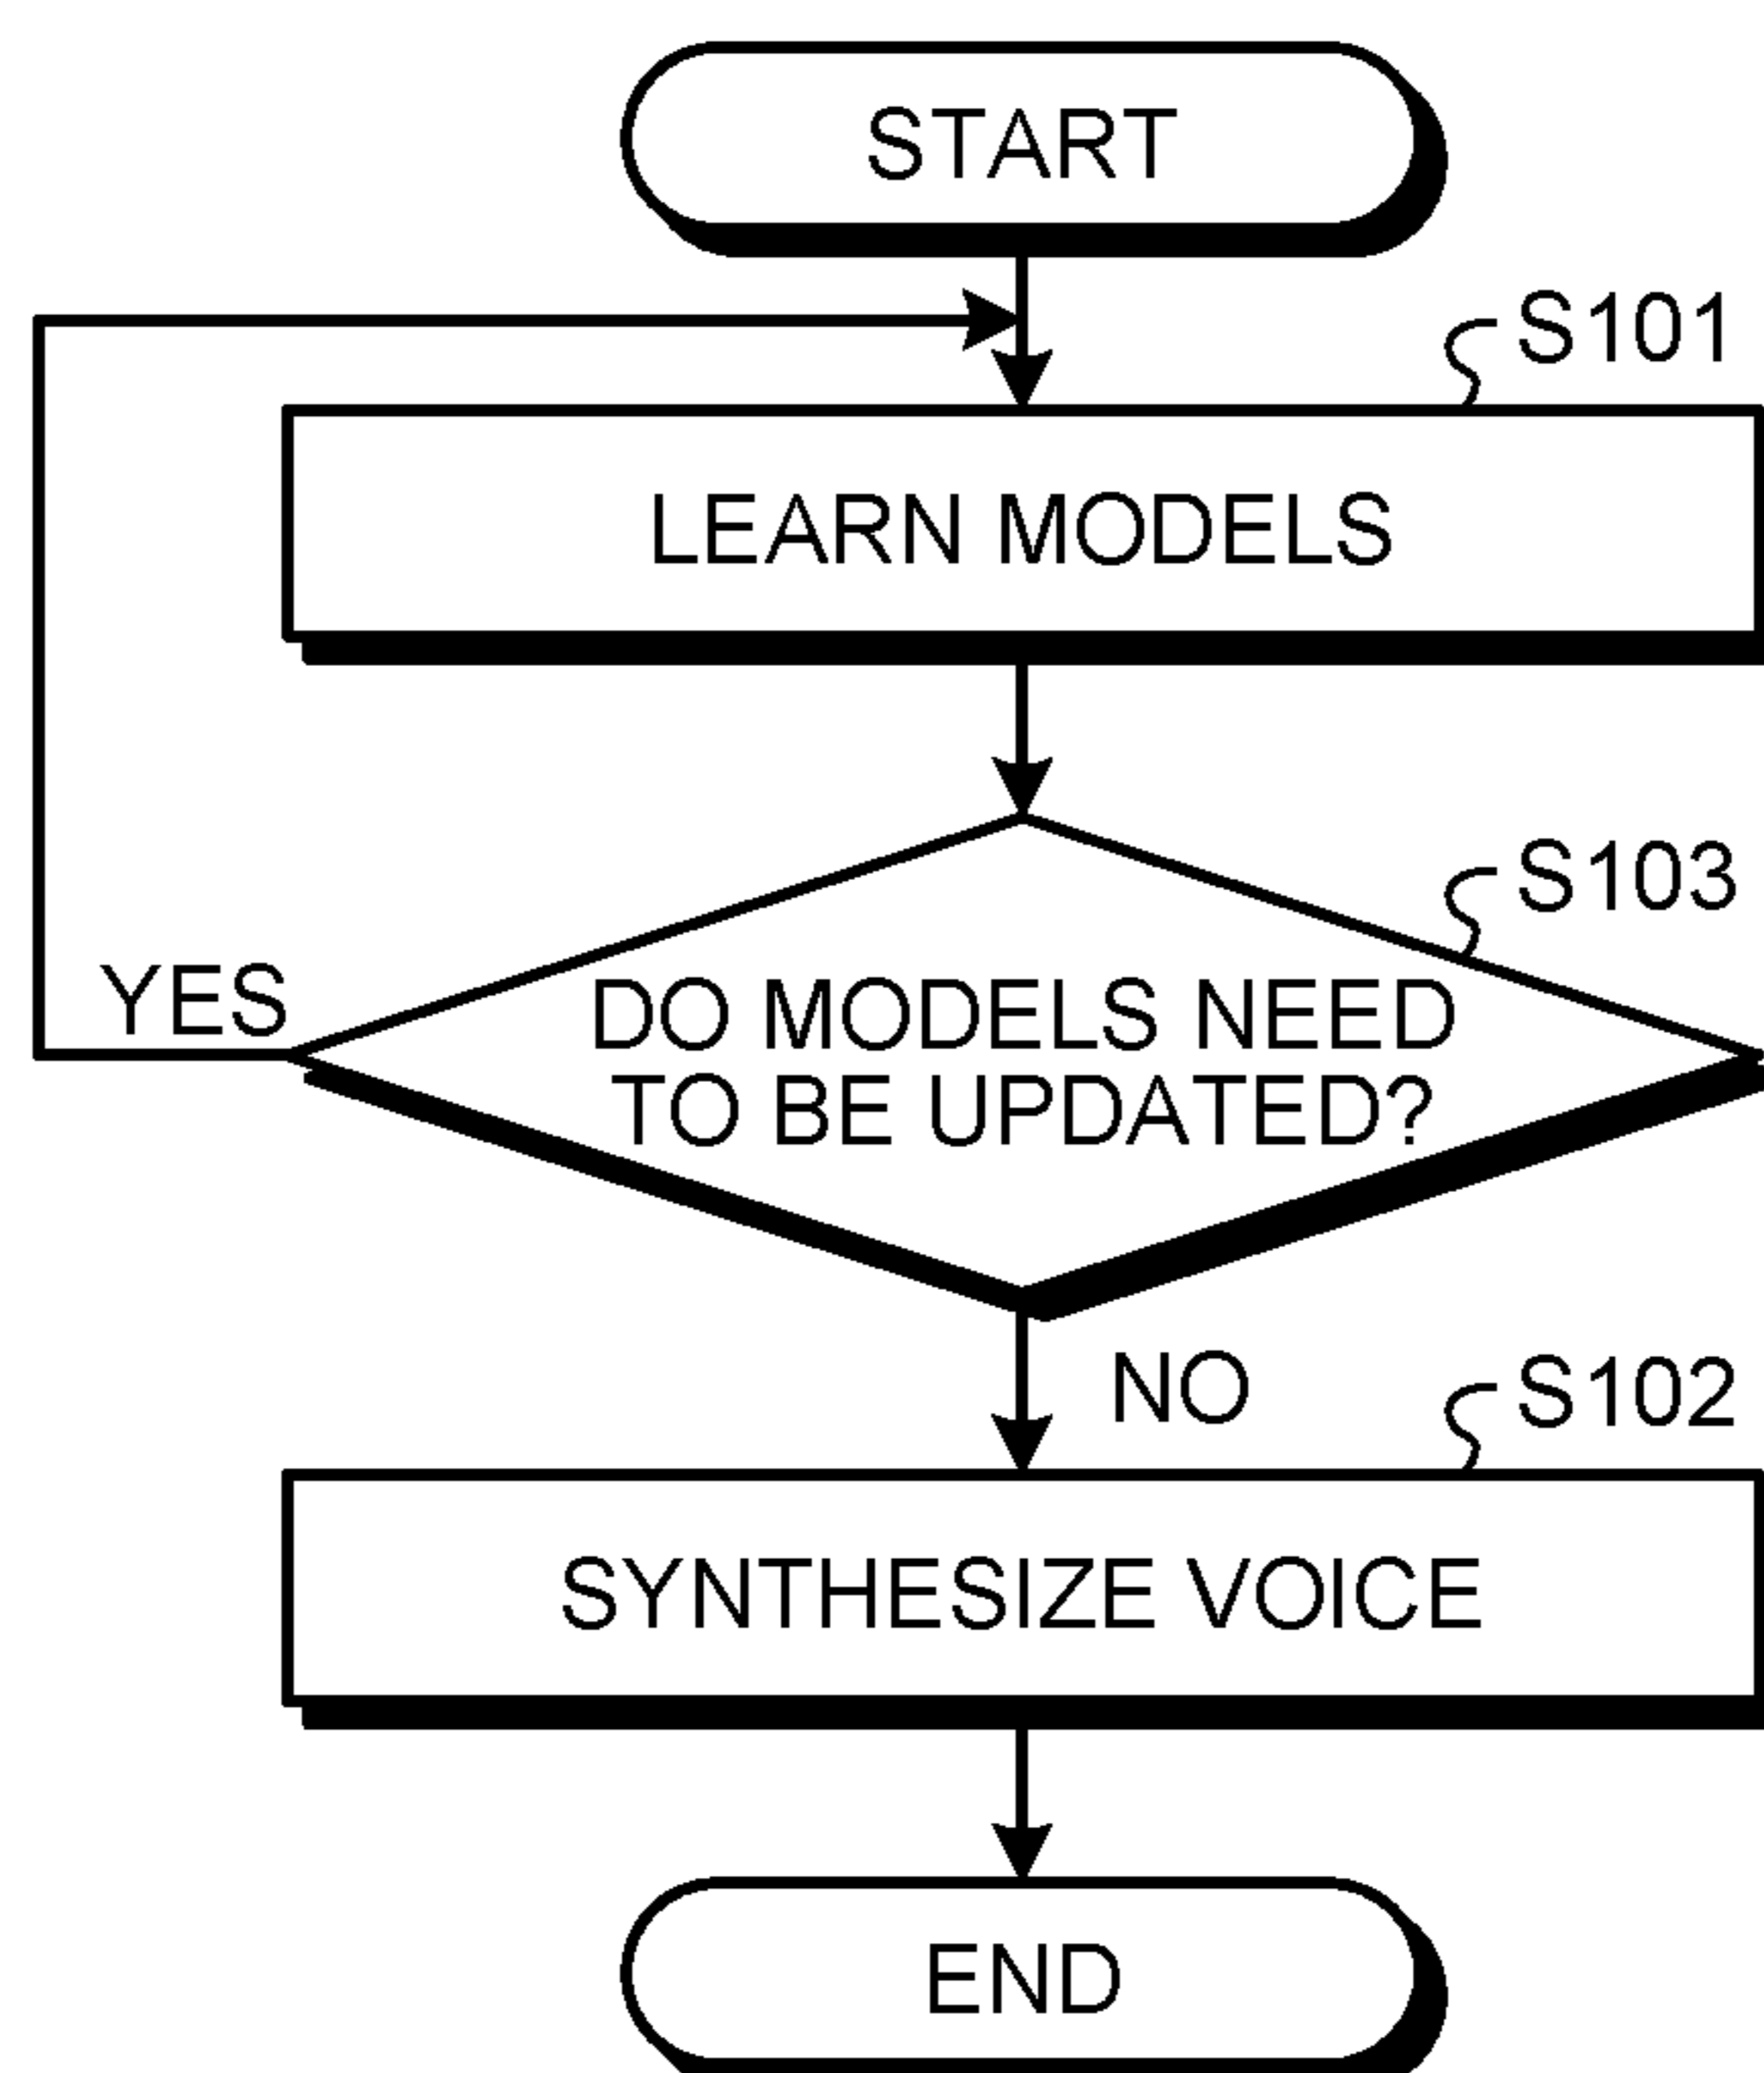 START
S101
LEARN MODELS
S103
YES
DO MODELS NEED
TO BE UPDATED?
NO
S102
SYNTHESIZE VOICE
END